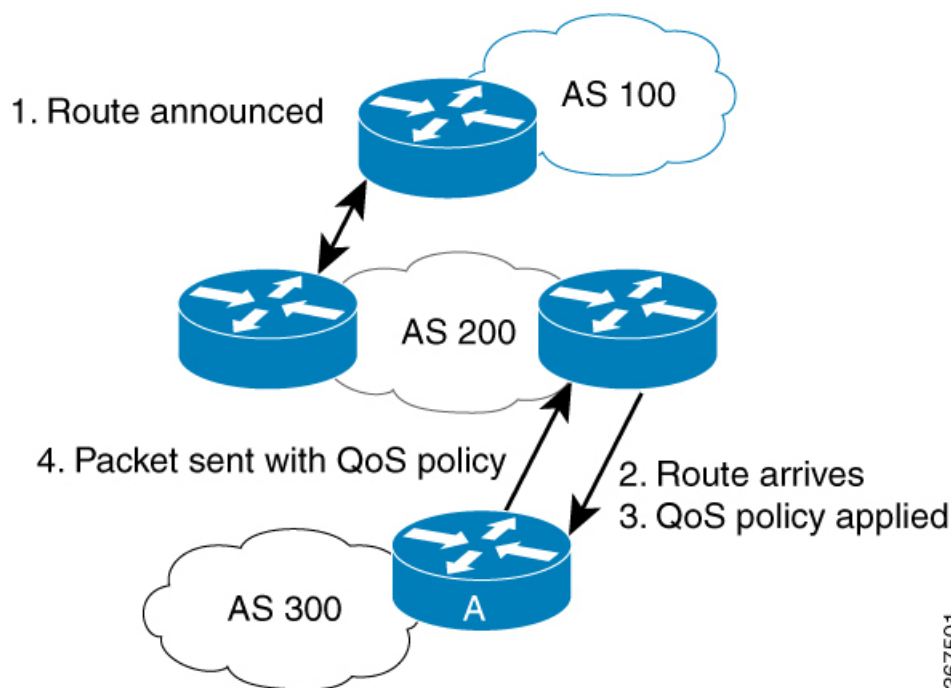 AS 100
1. Route announced
AS 200
4. Packet sent with QoS policy
2. Route arrives
3. QoS policy applied
AS 300
A
367501